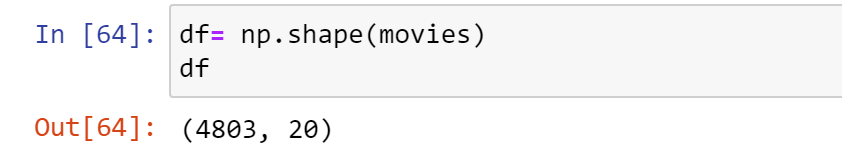 In [64]: df= np.shape(movies)
df
Out[64]: (4803, 20)